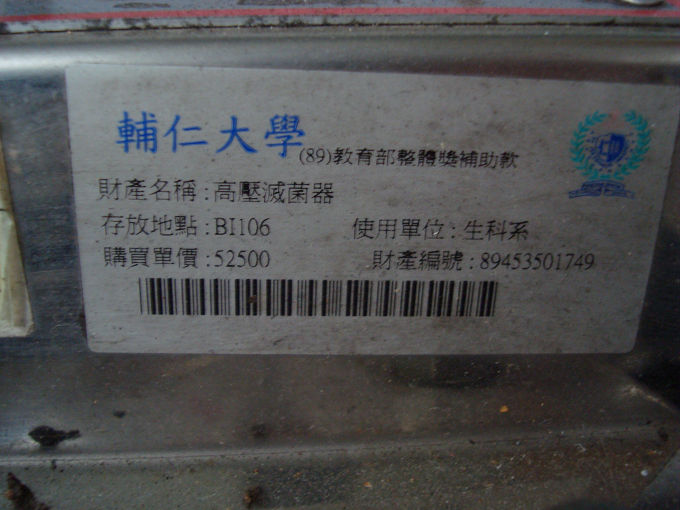 輔仁大學 (89)教育部整體獎補助款
財產名稱:高壓滅菌器
存放地點:BI106 使用單位:生科系
購買單價:52500 財產編號:89453501749